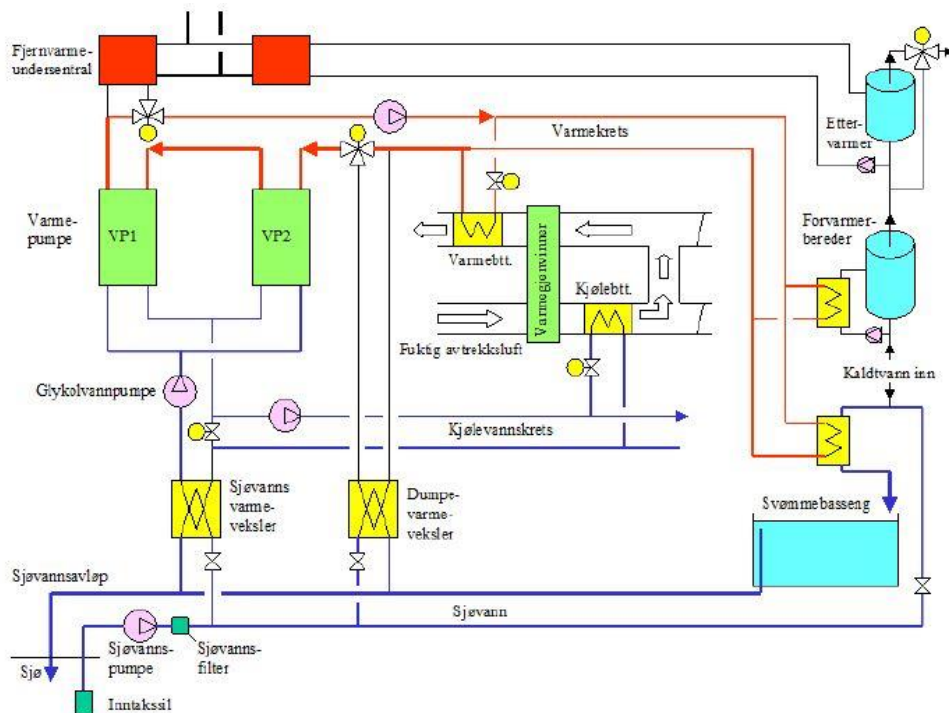 Fjernvarme-
undersentral
Varmekrets
Etter-
varmer
Varme-
pumpe
VP1
VP2
Varmebtt.
Varmegjenvinner
Kjølebtt.
Forvarmer-
bereder
Fuktig avtrekksluft
Kaldtvann inn
Glykolvannpumpe
Kjølevannskrets
Sjøvanns
varme-
veksler
Dumpe-
varme-
veksler
Svømmebasseng
Sjøvannsavløp
Sjøvann
Sjø
Sjøvanns-
pumpe
Sjøvanns-
filter
Inntakssil